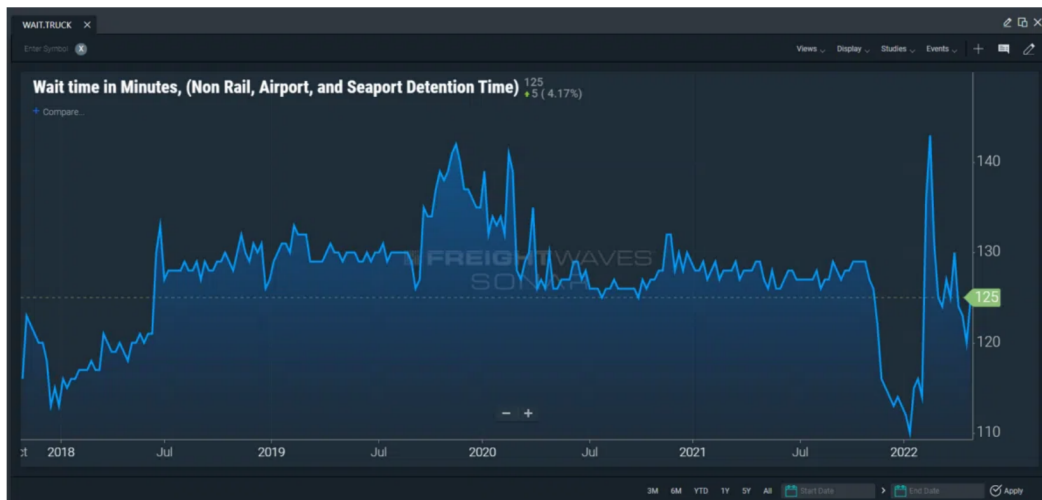 WAIT.TRUCK X
Enter Symbol X
Views Display Studies Events
Wait time in Minutes, (Non Rail, Airport, and Seaport Detention Time) 125
5 ( 4.17%)
+ Compare..
140
130
FREIGHTWAVES
SONAR
125
120
110
ct 2018 Jul 2019 Jul 2020 Jul 2021 Jul 2022
3M 6M YTD 1Y 5Y All Start Date > End Date Apply